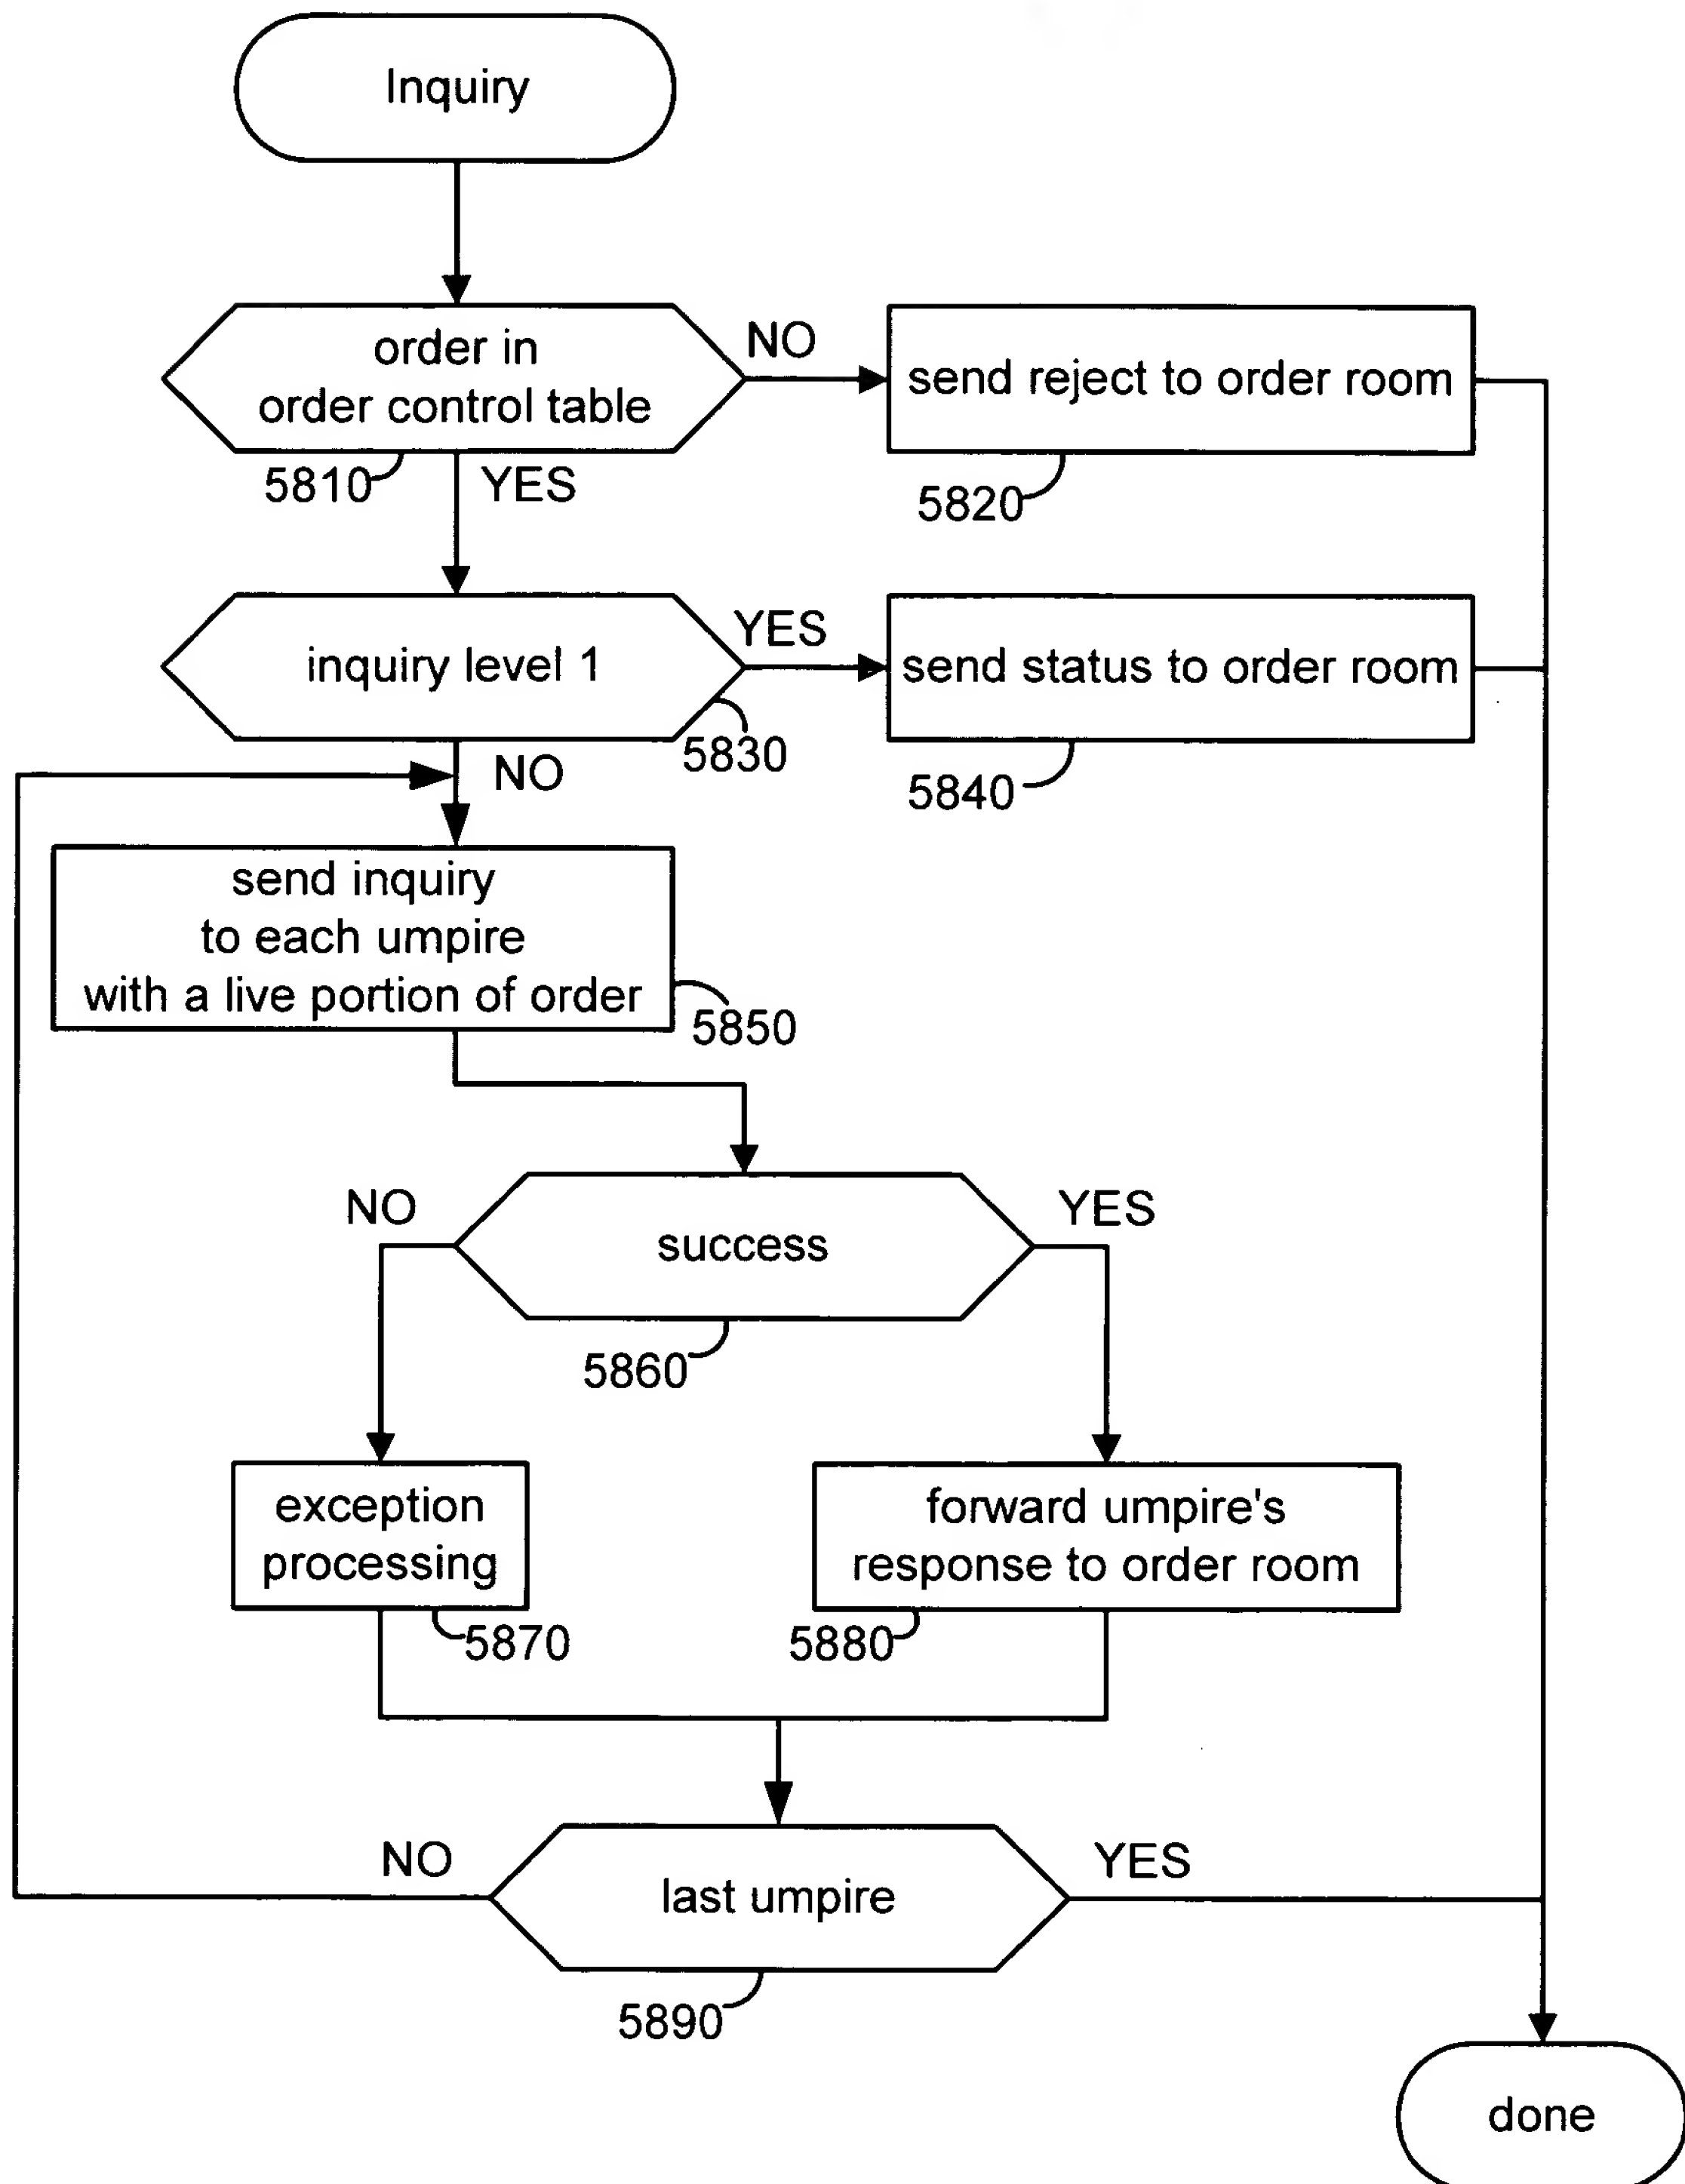 Inquiry
order in
order control table
NO
send reject to order room
5810
YES
5820
inquiry level 1
YES
send status to order room
5830
NO
5840
send inquiry
to each umpire
with a live portion of order
5850
NO
YES
success
5860
exception
processing
forward umpire's
response to order room
5870
5880
NO
YES
last umpire
5890
done